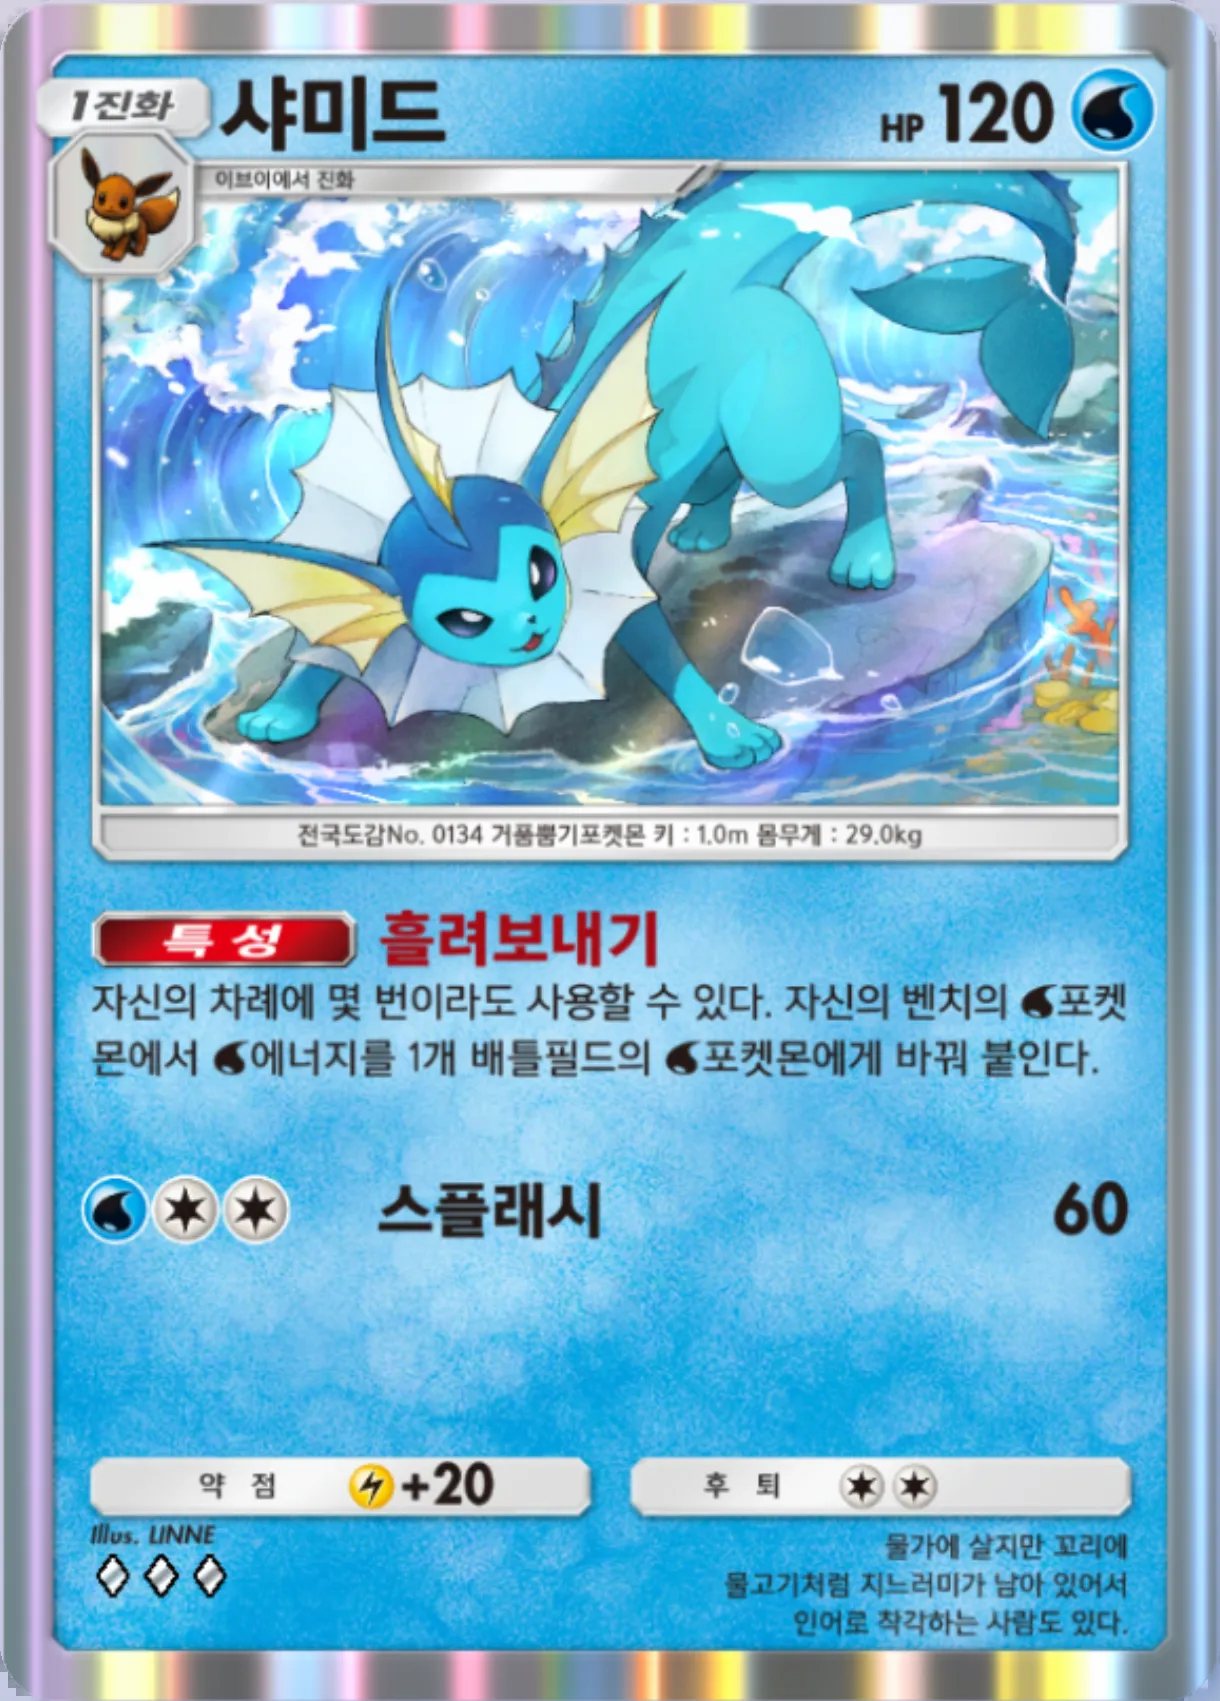 1진화
샤미드
HP 120
이브이에서 진화
전국도감No. 0134 거품뿜기포켓몬 키 : 1.0m 몸무게 : 29.0kg
특성 흘려보내기
자신의 차례에 몇 번이라도 사용할 수 있다. 자신의 벤치의 포켓
몬에서 에너지를 1개 배틀필드의 포켓몬에게 바꿔 붙인다.
스플래시 60
약점 +20
후퇴
Illus. LINNE
물가에 살지만 꼬리에
물고기처럼 지느러미가 남아 있어서
인어로 착각하는 사람도 있다.